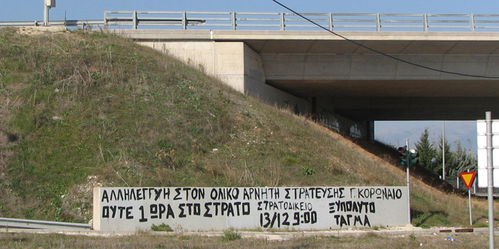 ΑΛΛΗΛΕΓΓΥΗ ΣΤΟΝ ΟΛΙΚΟ ΑΡΝΗΤΗ ΣΤΡΑΤΕΥΣΗΣ Γ. ΚΟΡΩΝΑΙΟ
ΟΥΤΕ 1 ΩΡΑ ΣΤΟ ΣΤΡΑΤΟ ΣΤΡΑΤΟΔΙΚΕΙΟ 13/12 9:00 ΞΥΠΟΛΥΤΟ ΤΑΓΜΑ